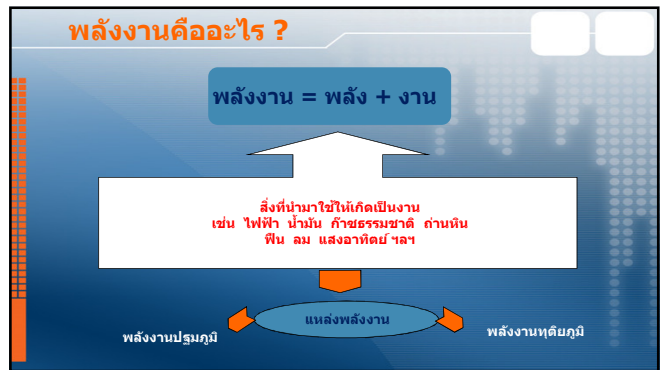 พลังงานคืออะไร ?
พลังงาน = พลัง + งาน
สิ่งที่นำมาใช้ให้เกิดเป็นงาน
เช่น ไฟฟ้า น้ำมัน ก๊าซธรรมชาติ ถ่านหิน
ฟืน ลม แสงอาทิตย์ ฯลฯ
แหล่งพลังงาน
พลังงานปฐมภูมิ
พลังงานทุติยภูมิ